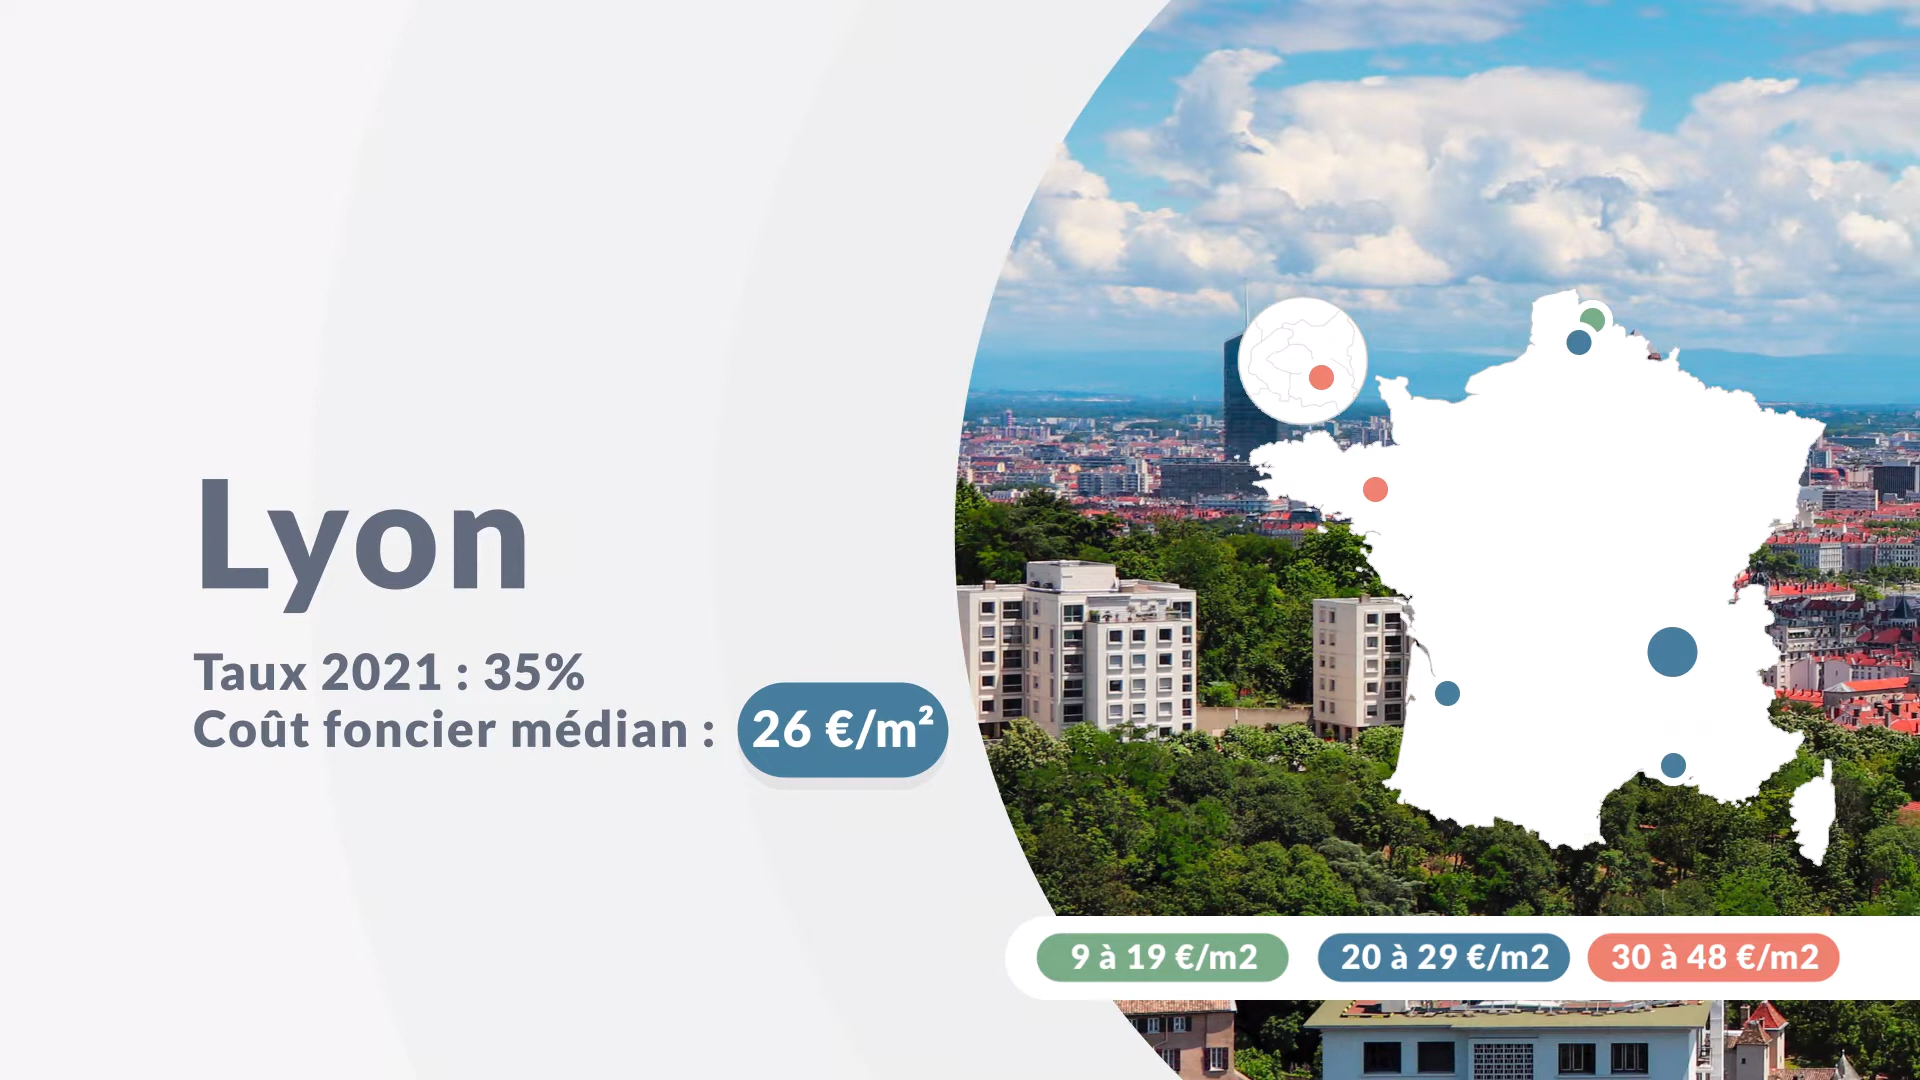 Lyon
Taux 2021 : 35%
Coût foncier médian : 26 €/m²
9 à 19 €/m2
20 à 29 €/m2
30 à 48 €/m2